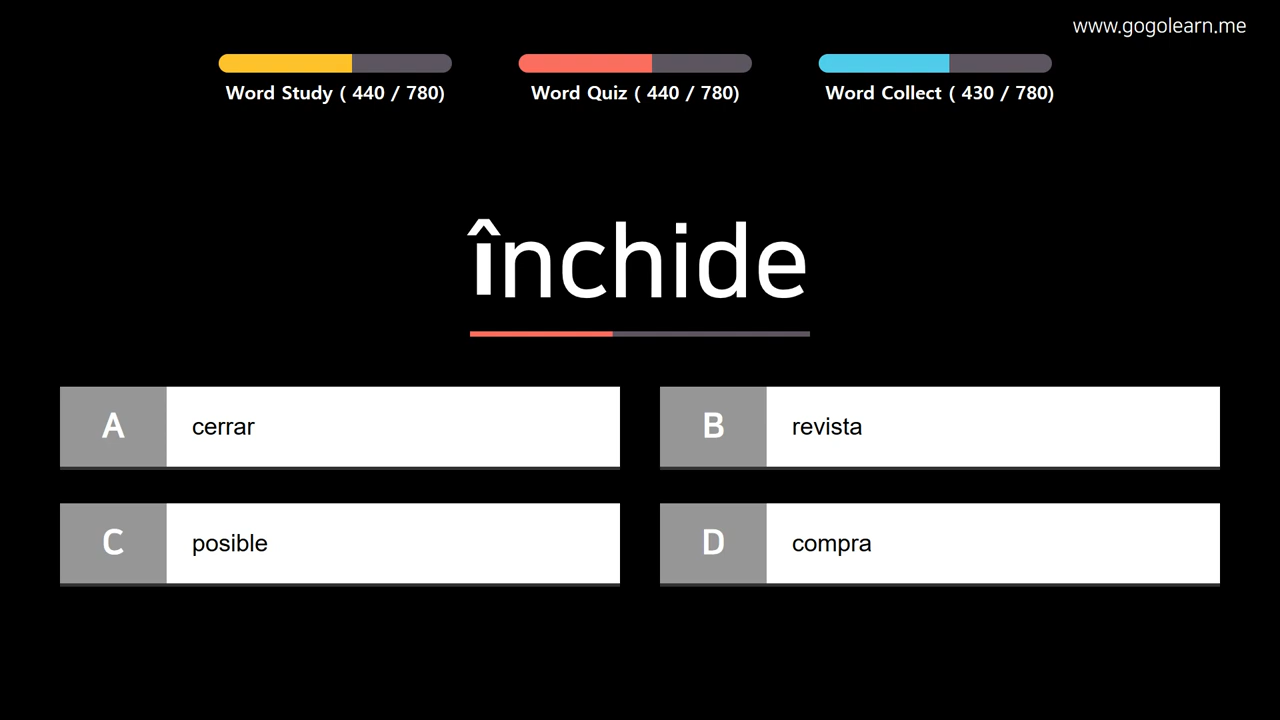 www.gogolearn.me
Word Study ( 440 / 780)
Word Quiz ( 440 / 780)
Word Collect ( 430 / 780)
închide
A cerrar
B revista
C posible
D compra